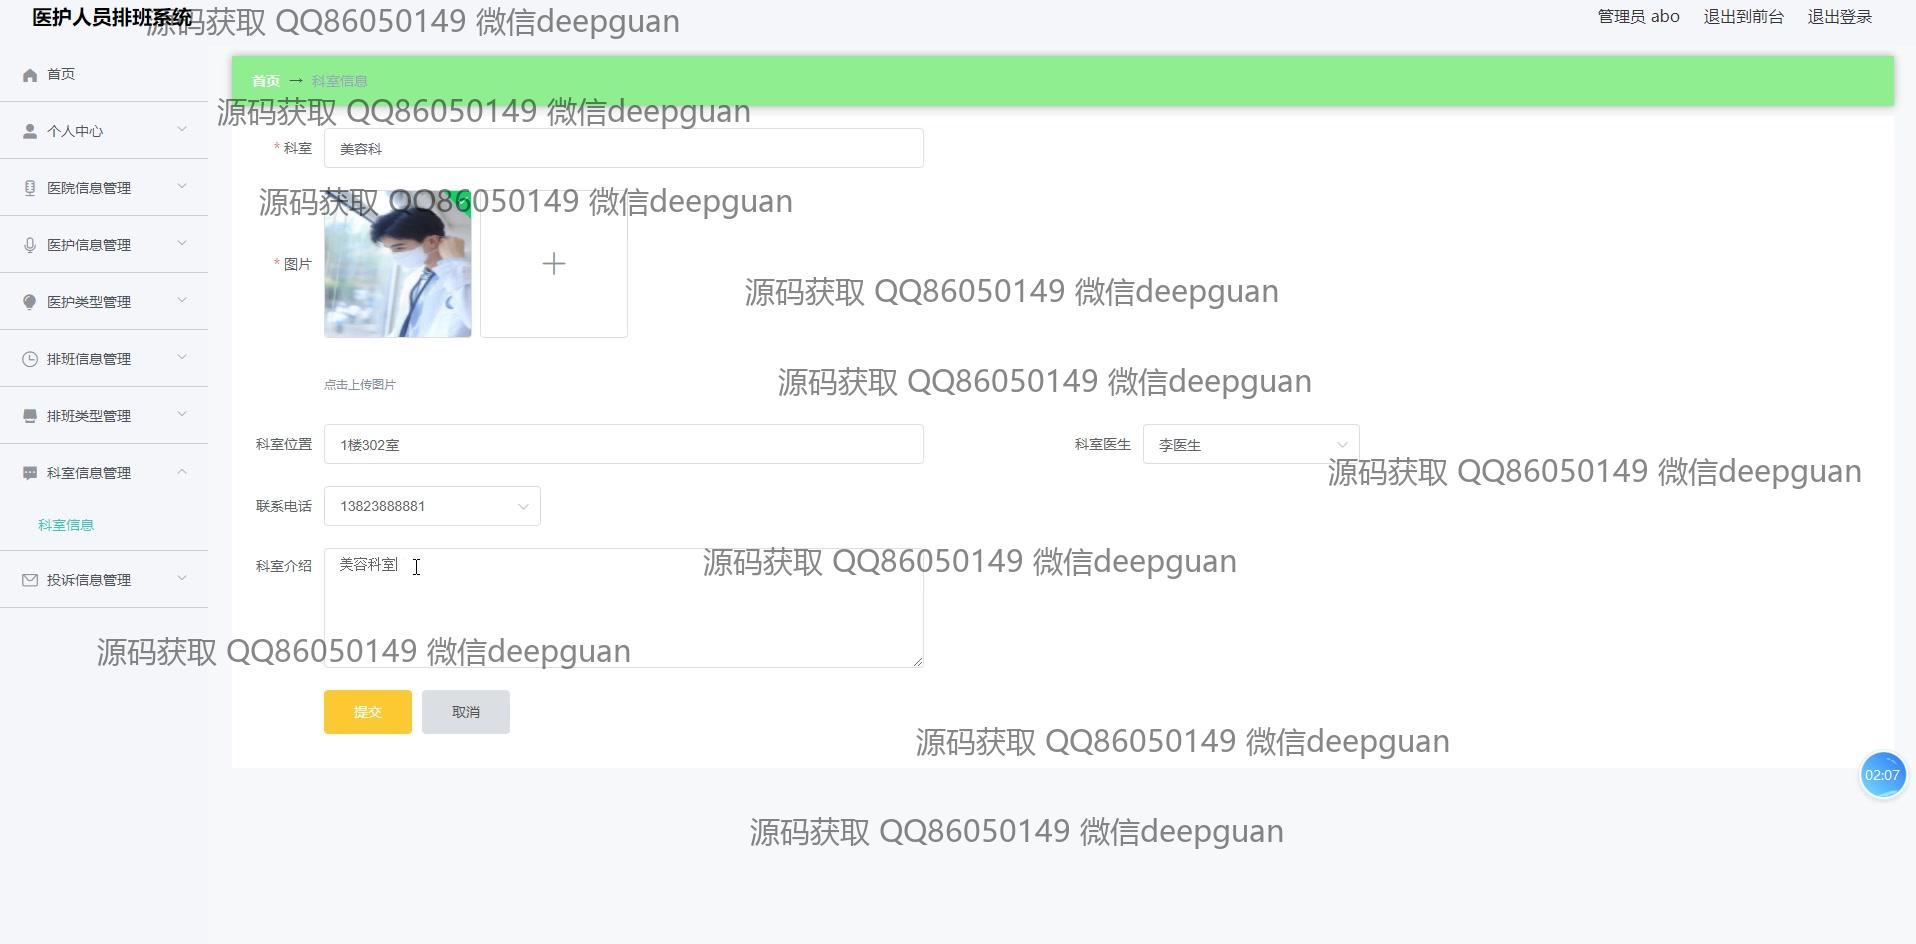 医护人员排班系统
源码获取 QQ86050149 微信deepguan
管理员 abo 退出到前台 退出登录
首页
个人中心
医院信息管理
医护信息管理
医护类型管理
排班信息管理
排班类型管理
科室信息管理
科室信息
投诉信息管理
首页 → 科室信息
源码获取 QQ86050149 微信deepguan
* 科室 美容科
源码获取 QQ86050149 微信deepguan
* 图片
源码获取 QQ86050149 微信deepguan
点击上传图片
源码获取 QQ86050149 微信deepguan
科室位置 1楼302室 科室医生 李医生
源码获取 QQ86050149 微信deepguan
联系电话 13823888881
科室介绍 美容科室
源码获取 QQ86050149 微信deepguan
源码获取 QQ86050149 微信deepguan
提交 取消
源码获取 QQ86050149 微信deepguan
02:07
源码获取 QQ86050149 微信deepguan